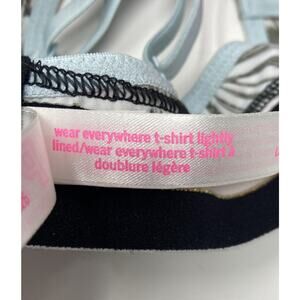 wear everywhere t-shirt lightly
lined/wear everywhere t-shirt à
doublure légère